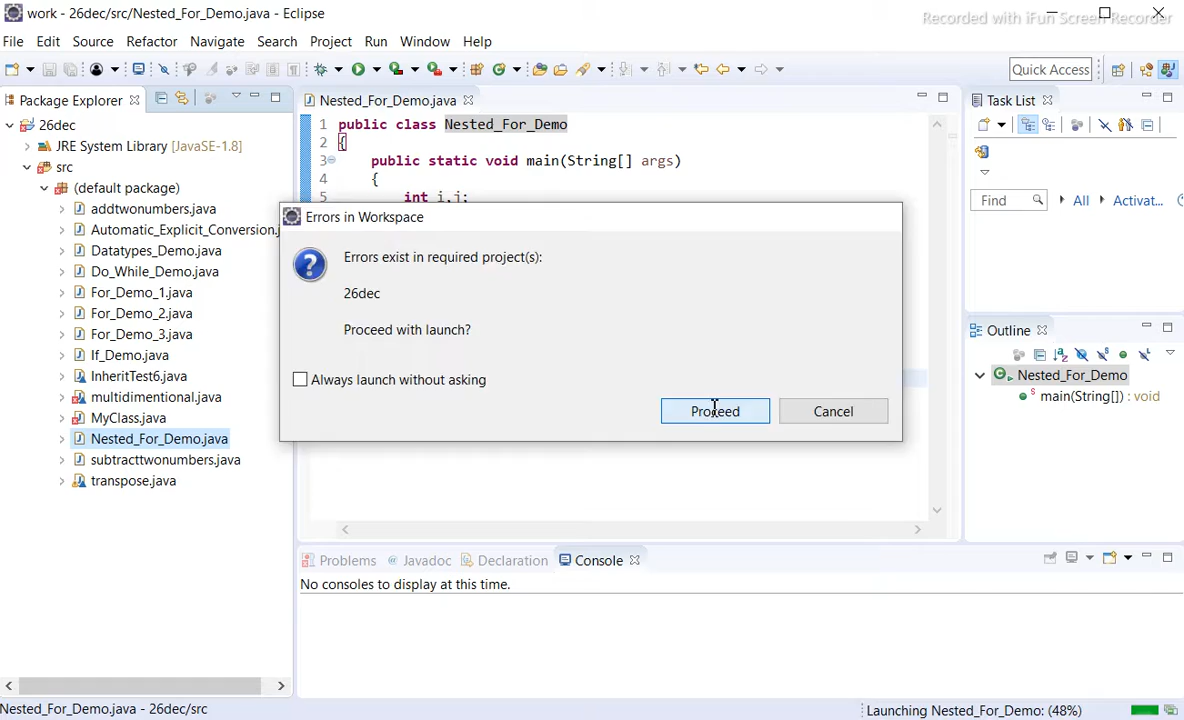 work - 26dec/src/Nested_For_Demo.java - Eclipse
Recorded with iFun Screen Recorder
File Edit Source Refactor Navigate Search Project Run Window Help
Quick Access
Package Explorer
26dec
JRE System Library [JavaSE-1.8]
src
(default package)
addtwonumbers.java
Automatic_Explicit_Conversion.
Datatypes_Demo.java
Do_While_Demo.java
For_Demo_1.java
For_Demo_2.java
For_Demo_3.java
If_Demo.java
InheritTest6.java
multidimentional.java
MyClass.java
Nested_For_Demo.java
subtracttwonumbers.java
transpose.java
Nested_For_Demo.java
1 public class Nested_For_Demo
2 {
3 public static void main(String[] args)
4 {
5 int i,j;
Errors in Workspace
Errors exist in required project(s):
26dec
Proceed with launch?
Always launch without asking
Proceed Cancel
Task List
Find All Activat...
Outline
Nested_For_Demo
main(String[]) : void
Problems Javadoc Declaration Console
No consoles to display at this time.
Nested_For_Demo.java - 26dec/src
Launching Nested_For_Demo: (48%)